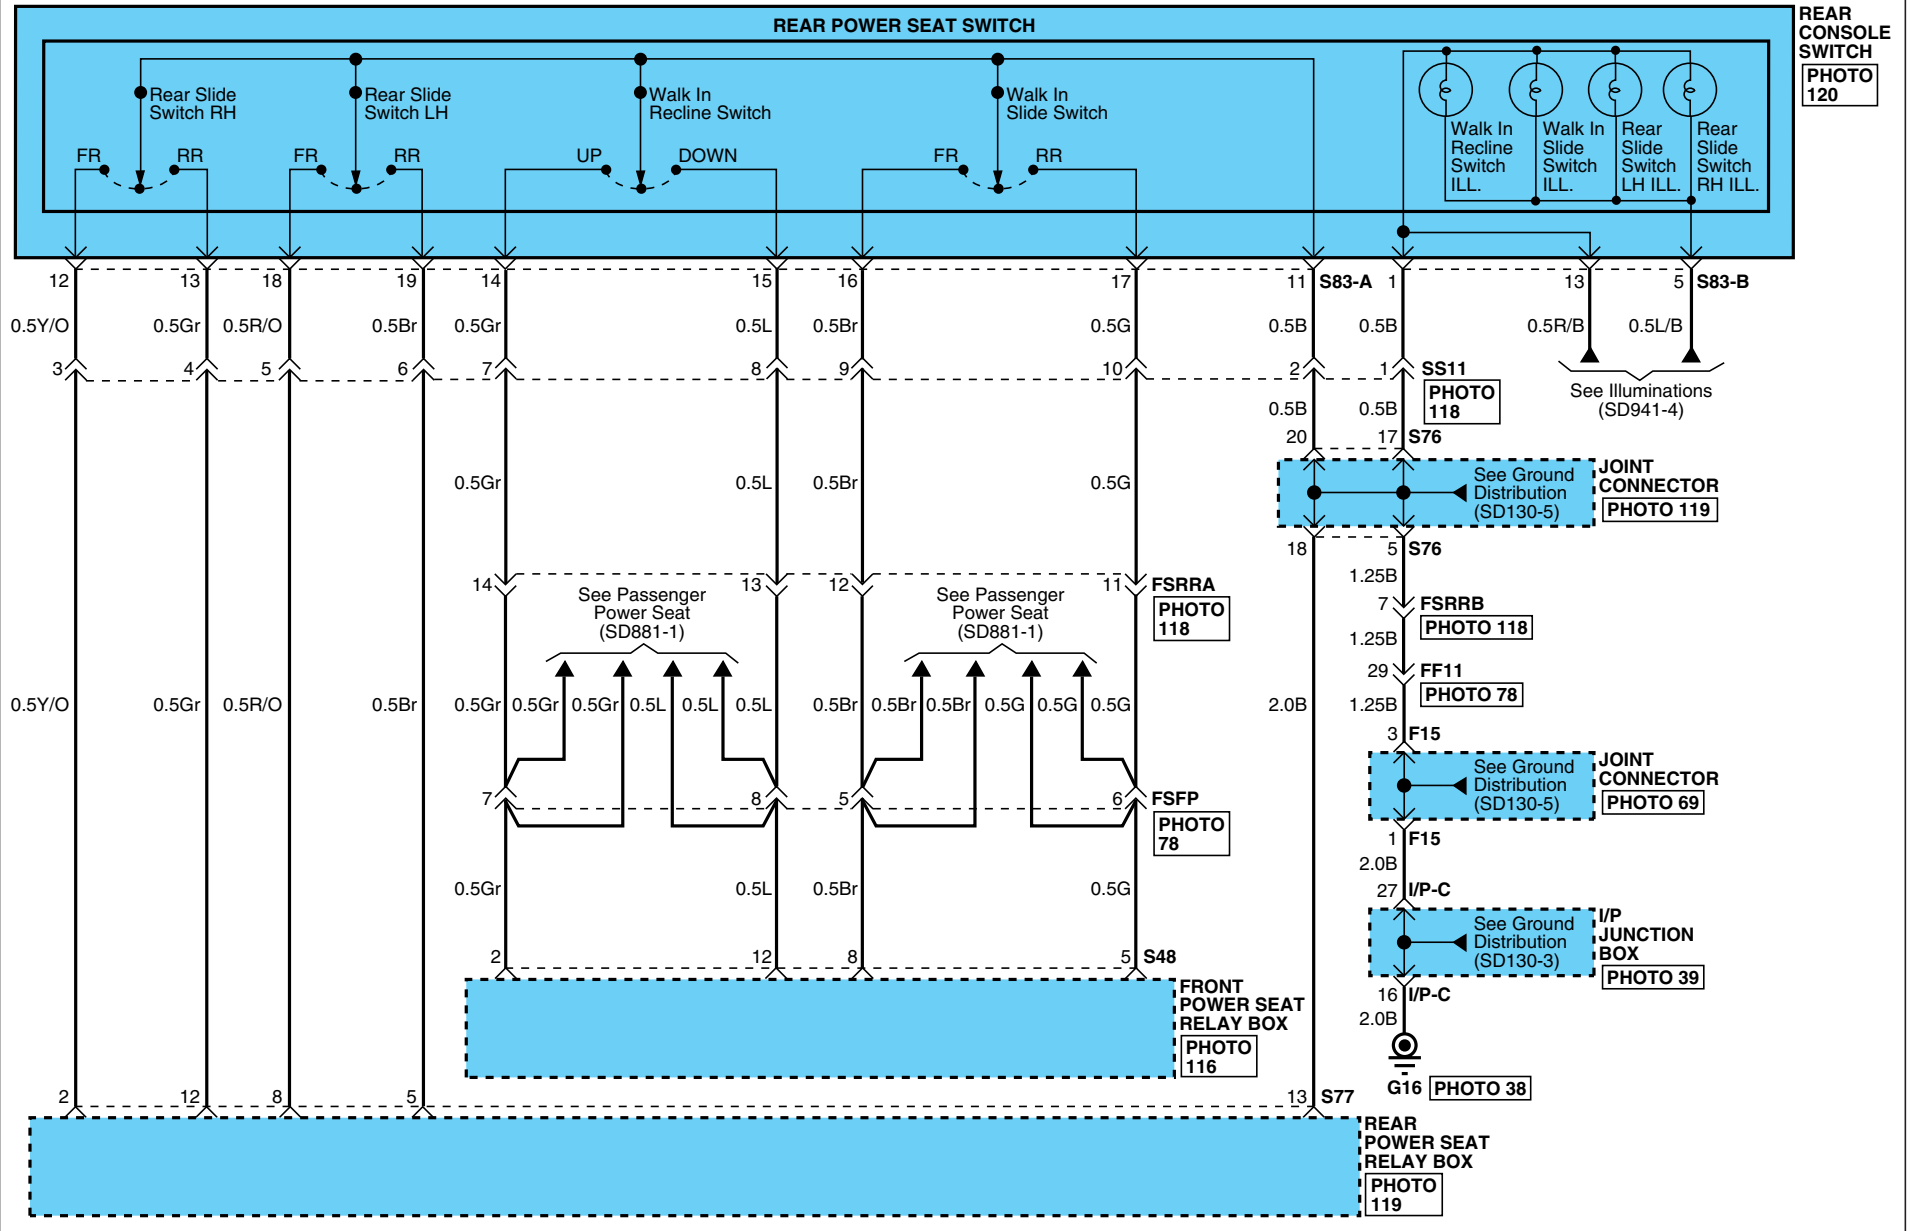 REAR POWER SEAT SWITCH
REAR
CONSOLE
SWITCH
PHOTO
120
Rear Slide
Switch RH
Rear Slide
Switch LH
Walk In
Recline Switch
Walk In
Slide Switch
FR
RR
FR
RR
UP
DOWN
FR
RR
Walk In
Recline
Switch
ILL.
Walk In
Slide
Switch
ILL.
Rear
Slide
Switch
LH ILL.
Rear
Slide
Switch
RH ILL.
12
13
18
19
14
15
16
17
11
S83-A
1
13
5
S83-B
0.5Y/O
0.5Gr
0.5R/O
0.5Br
0.5Gr
0.5L
0.5Br
0.5G
0.5B
0.5B
0.5R/B
0.5L/B
3
4
5
6
7
8
9
10
2
1
SS11
PHOTO
118
See Illuminations
(SD941-4)
0.5B
0.5B
20
17
S76
0.5Gr
0.5L
0.5Br
0.5G
See Ground
Distribution
(SD130-5)
JOINT
CONNECTOR
PHOTO 119
18
5
S76
1.25B
14
13
12
11
FSRRA
PHOTO
118
See Passenger
Power Seat
(SD881-1)
See Passenger
Power Seat
(SD881-1)
7
FSRRB
PHOTO 118
1.25B
29
FF11
PHOTO 78
0.5Y/O
0.5Gr
0.5R/O
0.5Br
0.5Gr
0.5Gr
0.5Gr
0.5L
0.5L
0.5L
0.5Br
0.5Br
0.5Br
0.5G
0.5G
0.5G
2.0B
1.25B
3
F15
See Ground
Distribution
(SD130-5)
JOINT
CONNECTOR
PHOTO 69
7
8
5
6
FSFP
PHOTO
78
1
F15
2.0B
0.5Gr
0.5L
0.5Br
0.5G
27
I/P-C
See Ground
Distribution
(SD130-3)
I/P
JUNCTION
BOX
PHOTO 39
2
12
8
5
S48
FRONT
POWER SEAT
RELAY BOX
PHOTO
116
16
I/P-C
2.0B
G16
PHOTO 38
2
12
8
5
13
S77
REAR
POWER SEAT
RELAY BOX
PHOTO
119